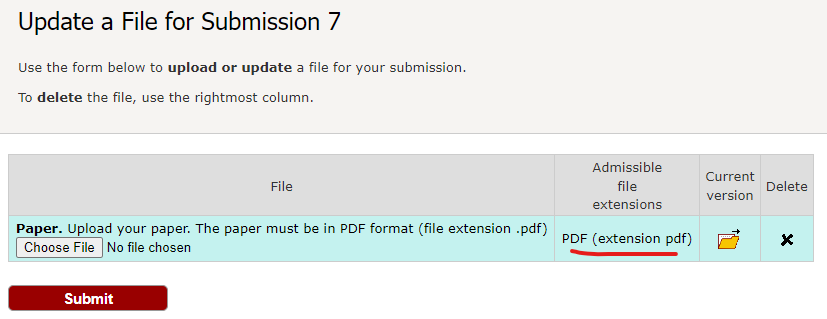 Update a File for Submission 7
Use the form below to upload or update a file for your submission.
To delete the file, use the rightmost column.
File
Admissible
file
extensions
Current
version
Delete
Paper. Upload your paper. The paper must be in PDF format (file extension .pdf)
Choose File No file chosen
PDF (extension pdf)
Submit